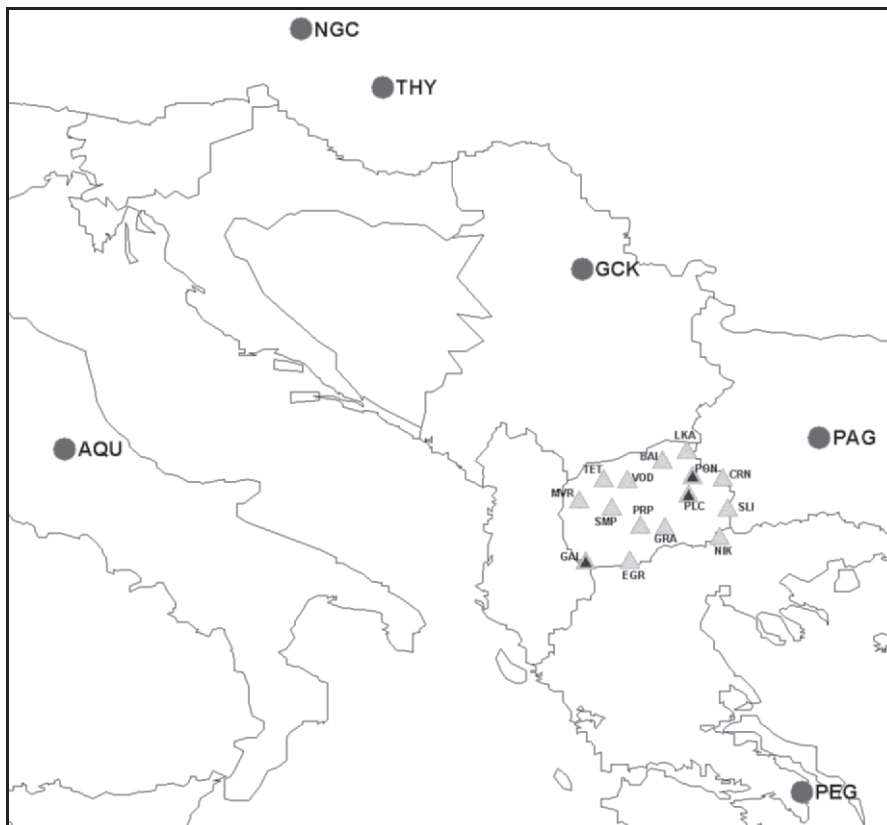 NGC
THY
GCK
PAG
AQU
LKA
BAI
TET
VOD
PON
CRN
MVR
PLC
SMP
PRP
SLI
GRA
NIK
GAL
EGR
PEG